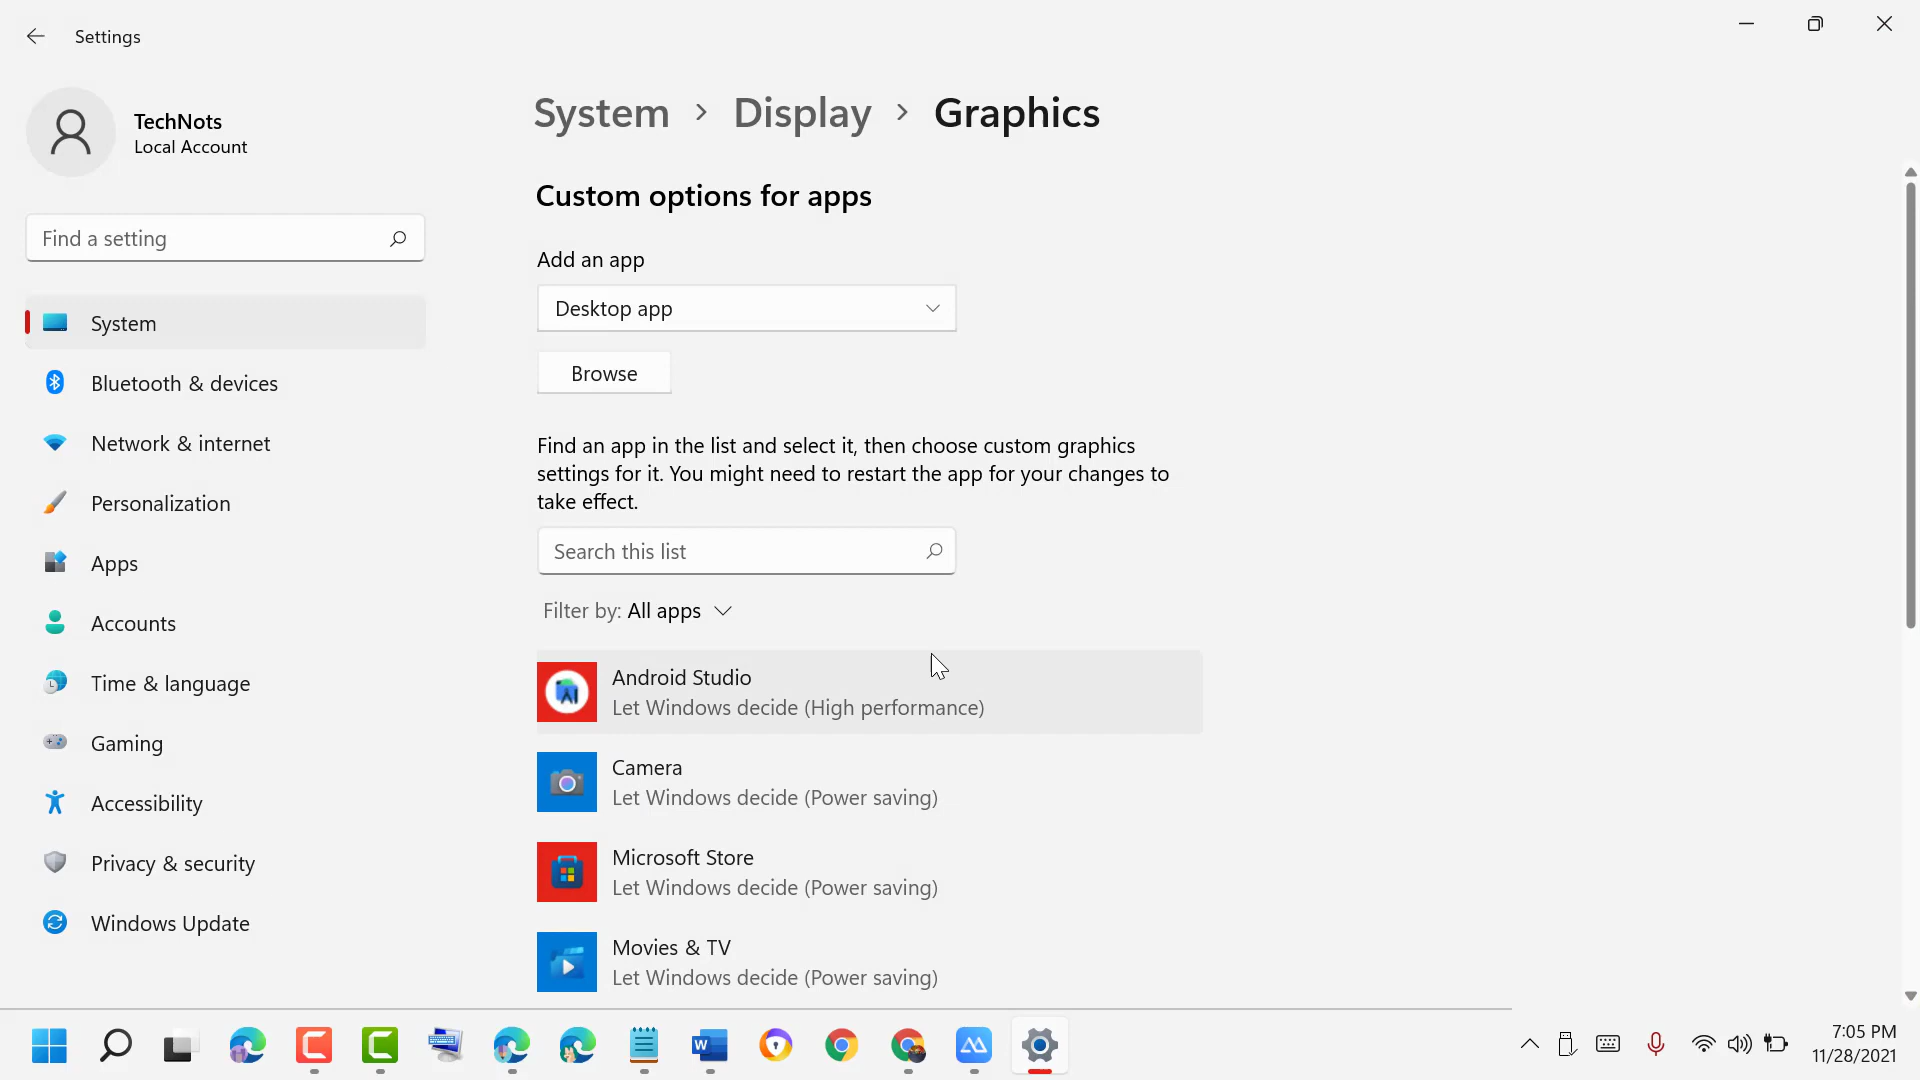 Settings
TechNots
Local Account
Find a setting
System
Bluetooth & devices
Network & internet
Personalization
Apps
Accounts
Time & language
Gaming
Accessibility
Privacy & security
Windows Update
System > Display > Graphics
Custom options for apps
Add an app
Desktop app
Browse
Find an app in the list and select it, then choose custom graphics
settings for it. You might need to restart the app for your changes to
take effect.
Search this list
Filter by: All apps
Android Studio
Let Windows decide (High performance)
Camera
Let Windows decide (Power saving)
Microsoft Store
Let Windows decide (Power saving)
Movies & TV
Let Windows decide (Power saving)
7:05 PM
11/28/2021